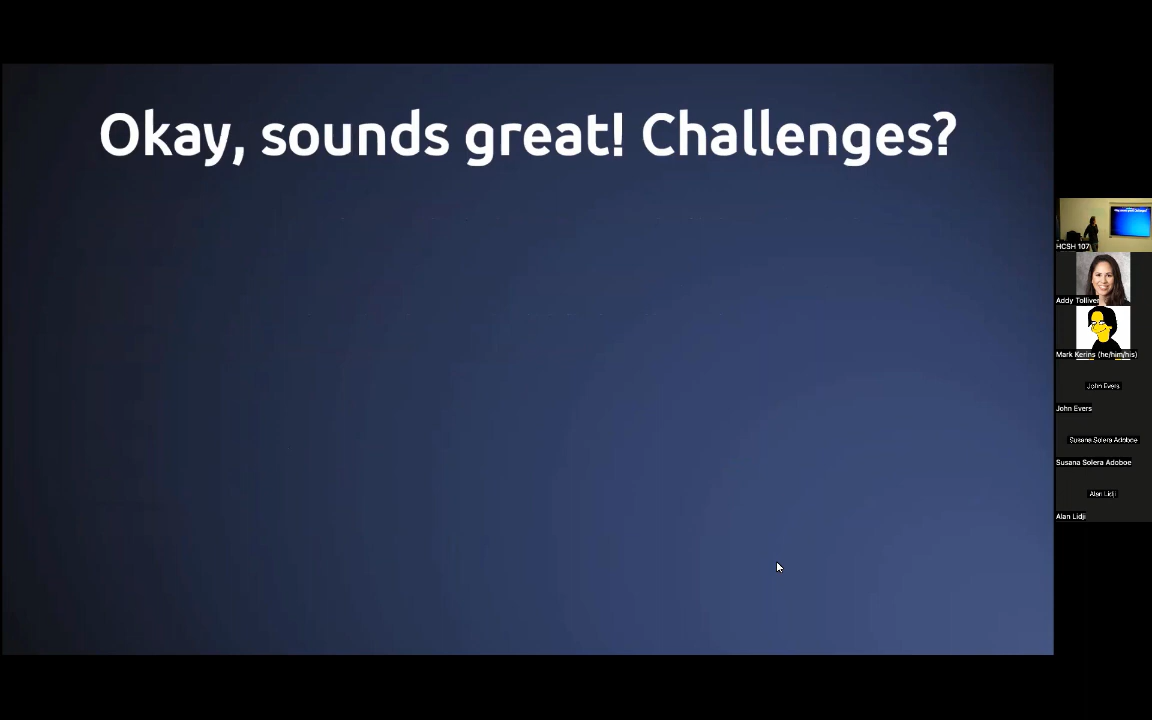 Okay, sounds great! Challenges?
HCSH 107
Addy Tolliver
Mark Kerins (he/him/his)
John Evers
John Evers
Susana Solera Adoboe
Susana Solera Adoboe
Alan Lidji
Alan Lidji